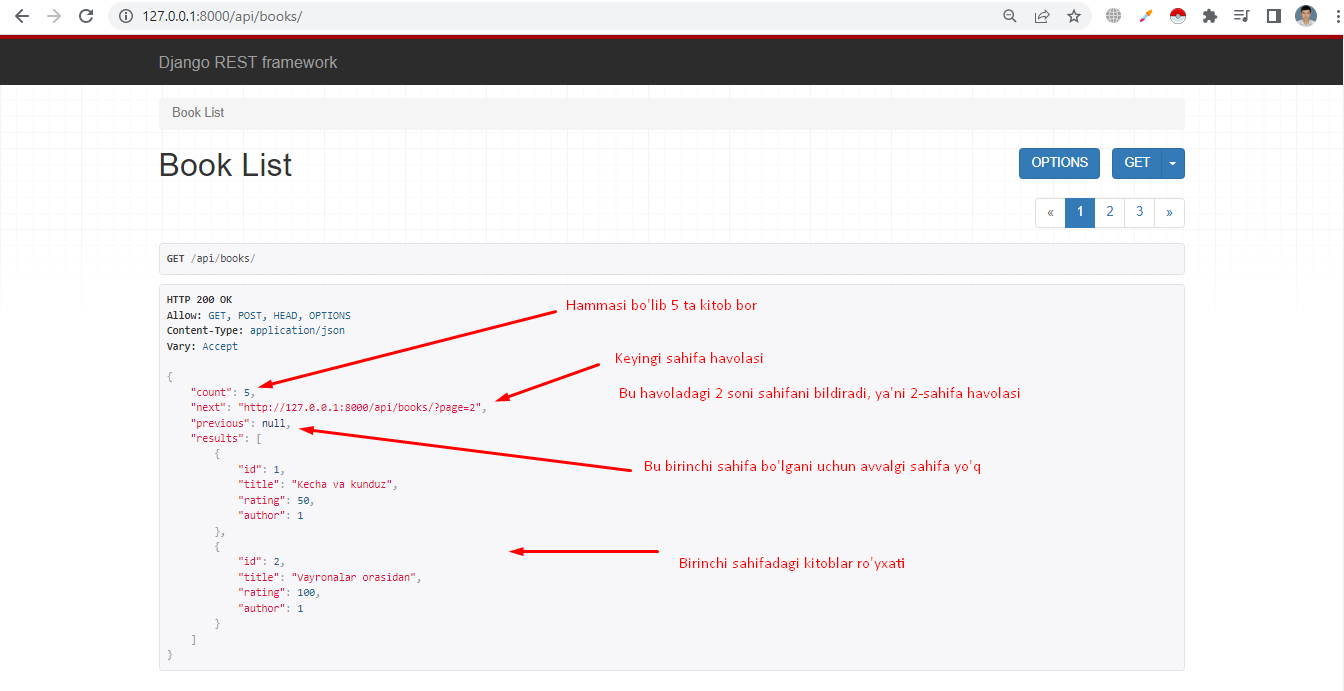 127.0.0.1:8000/api/books/
Django REST framework
Book List
Book List
OPTIONS
GET
« 1 2 3 »
GET /api/books/
HTTP 200 OK
Allow: GET, POST, HEAD, OPTIONS
Content-Type: application/json
Vary: Accept
Hammasi bo'lib 5 ta kitob bor
Keyingi sahifa havolasi
{
"count": 5,
Bu havoladagi 2 soni sahifani bildiradi, ya'ni 2-sahifa havolasi
"next": "http://127.0.0.1:8000/api/books/?page=2",
"previous": null,
"results": [
{
Bu birinchi sahifa bo'lgani uchun avvalgi sahifa yo'q
"id": 1,
"title": "Kecha va kunduz",
"rating": 50,
"author": 1
},
{
"id": 2,
Birinchi sahifadagi kitoblar ro'yxati
"title": "Vayronalar orasidan",
"rating": 100,
"author": 1
}
]
}